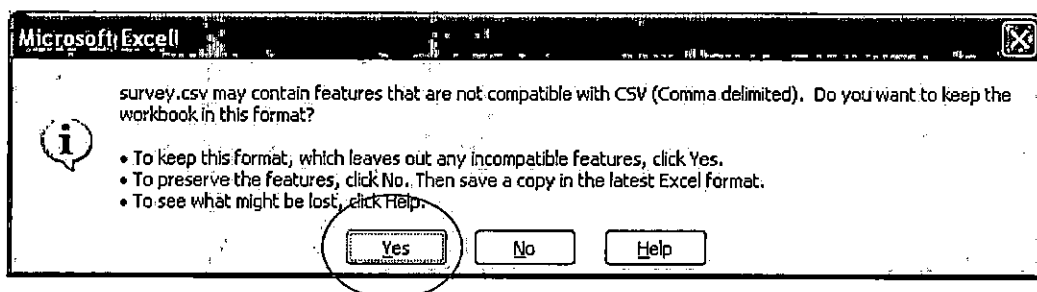 Microsoft Excel
survey.csv may contain features that are not compatible with CSV (Comma delimited). Do you want to keep the
workbook in this format?
• To keep this format, which leaves out any incompatible features, click Yes.
• To preserve the features, click No. Then save a copy in the latest Excel format.
• To see what might be lost, click Help.
Yes No Help